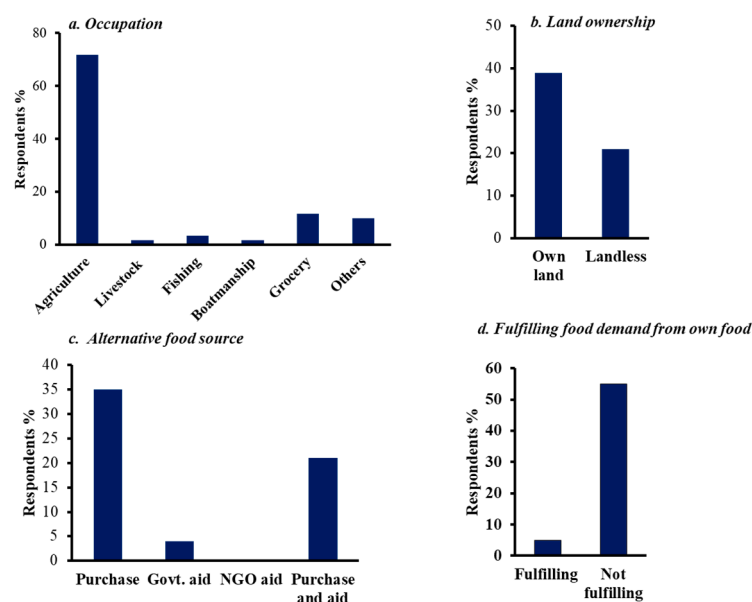 a. Occupation
Respondents %
80
60
40
20
0
Agriculture
Livestock
Fishing
Boatmanship
Grocery
Others
b. Land ownership
Respondents %
50
40
30
20
10
0
Own
land
Landless
c. Alternative food source
Respondents %
40
35
30
25
20
15
10
5
0
Purchase
Govt. aid
NGO aid
Purchase
and aid
d. Fulfilling food demand from own food
Respondents %
60
50
40
30
20
10
0
Fulfilling
Not
fulfilling